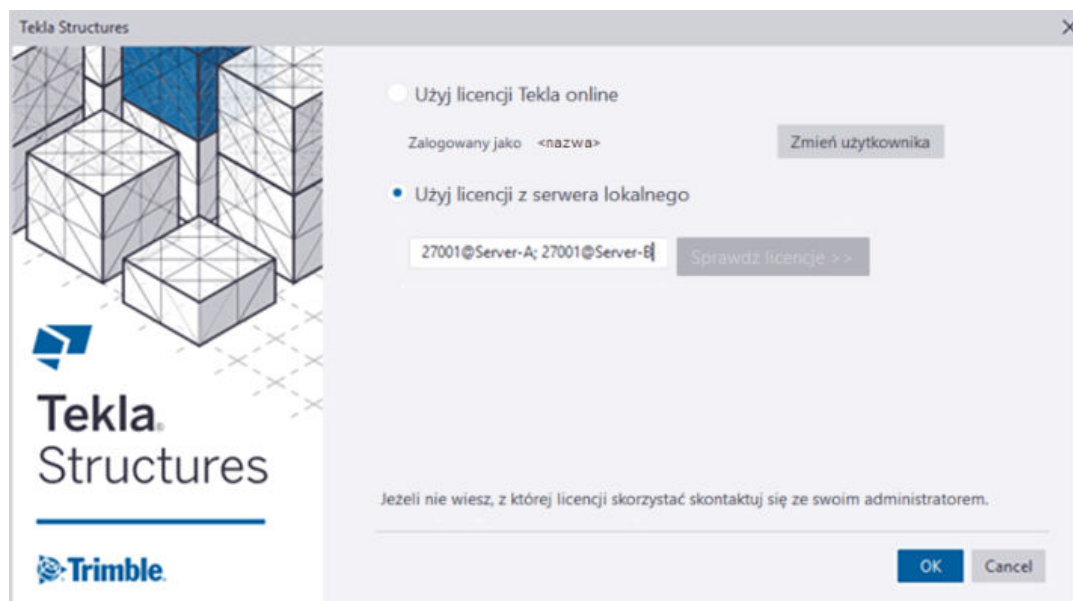 Tekla Structures
Użyj licencji Tekla online
Zalogowany jako <nazwa>
Zmień użytkownika
Użyj licencji z serwera lokalnego
27001@Server-A; 27001@Server-B
Sprawdź licencje >>
Tekla®
Structures
Trimble.
Jeżeli nie wiesz, z której licencji skorzystać skontaktuj się ze swoim administratorem.
OK
Cancel